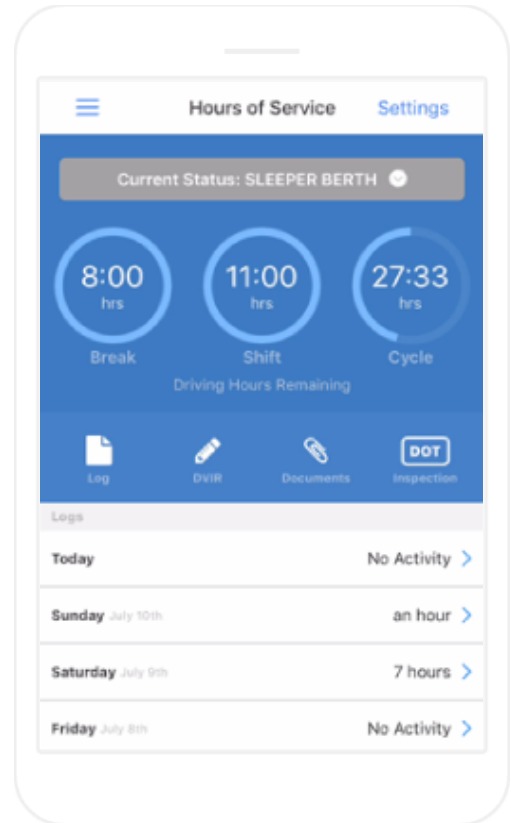 Hours of Service Settings
Current Status: SLEEPER BERTH
8:00 11:00 27:33
hrs hrs hrs
Break Shift Cycle
Driving Hours Remaining
DOT
Log DVIR Documents Inspection
Logs
Today No Activity
Sunday July 10th an hour
Saturday July 9th 7 hours
Friday July 8th No Activity